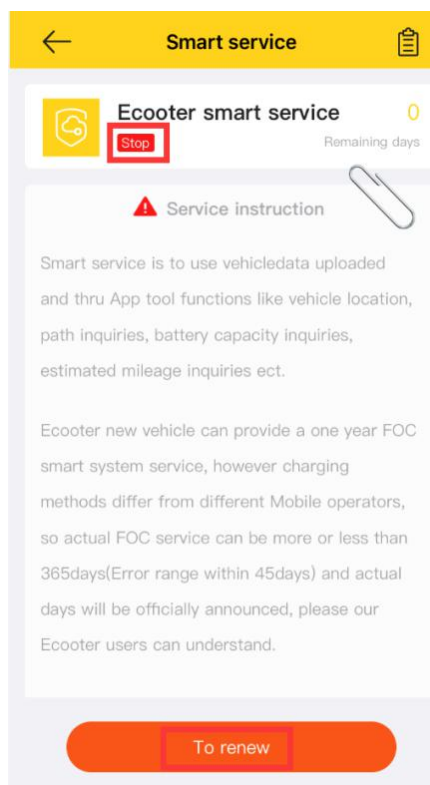 Smart service
Ecooter smart service 0
Stop Remaining days
Service instruction
Smart service is to use vehicledata uploaded
and thru App tool functions like vehicle location,
path inquiries, battery capacity inquiries,
estimated mileage inquiries ect.
Ecooter new vehicle can provide a one year FOC
smart system service, however charging
methods differ from different Mobile operators,
so actual FOC service can be more or less than
365days(Error range within 45days) and actual
days will be officially announced, please our
Ecooter users can understand.
To renew